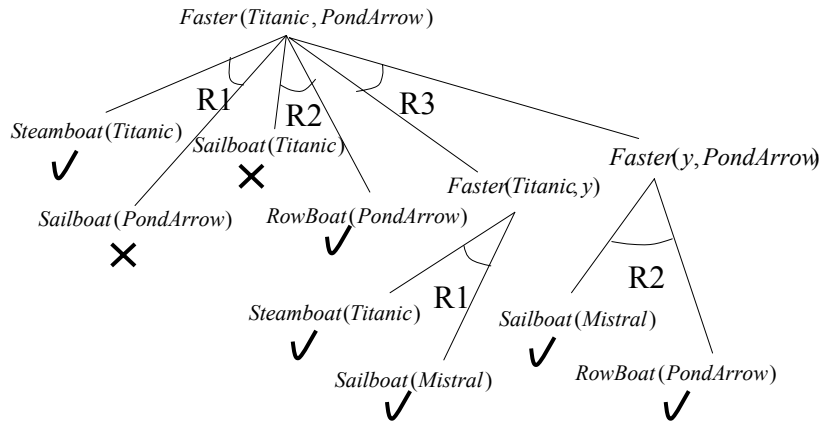 Faster(Titanic, PondArrow)
R1
R2
R3
Steamboat(Titanic)
Sailboat(Titanic)
Faster(y, PondArrow)
Sailboat(PondArrow)
RowBoat(PondArrow)
Faster(Titanic, y)
R1
R2
Steamboat(Titanic)
Sailboat(Mistral)
Sailboat(Mistral)
RowBoat(PondArrow)